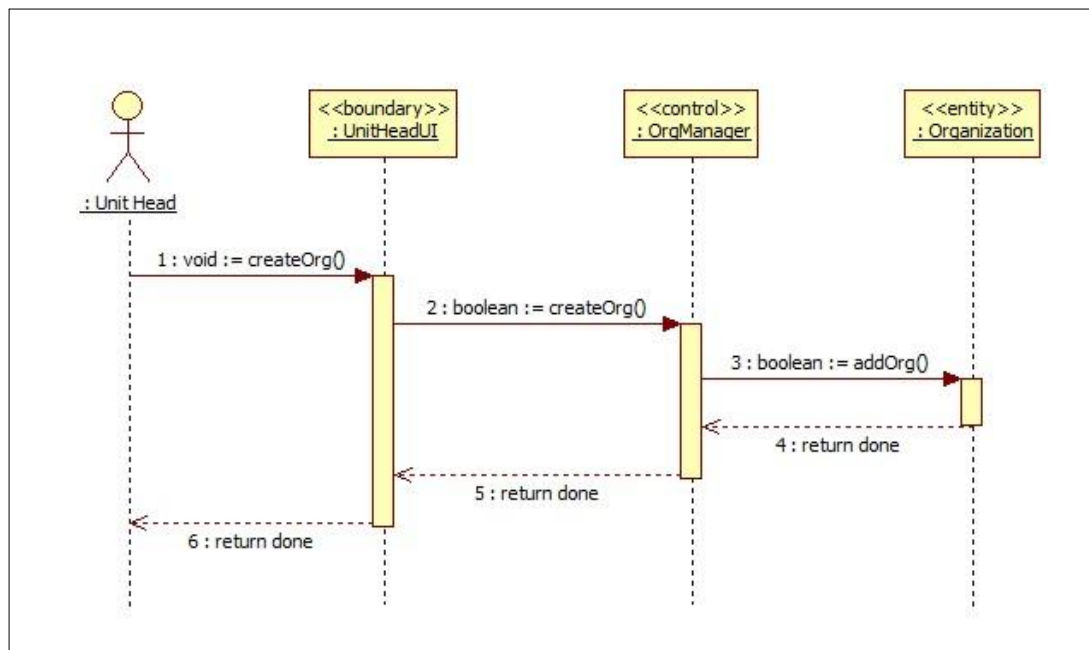 <<boundary>>
: UnitHeadUI
<<control>>
: OrgManager
<<entity>>
: Organization
: Unit Head
1 : void := createOrg()
2 : boolean := createOrg()
3 : boolean := addOrg()
4 : return done
5 : return done
6 : return done